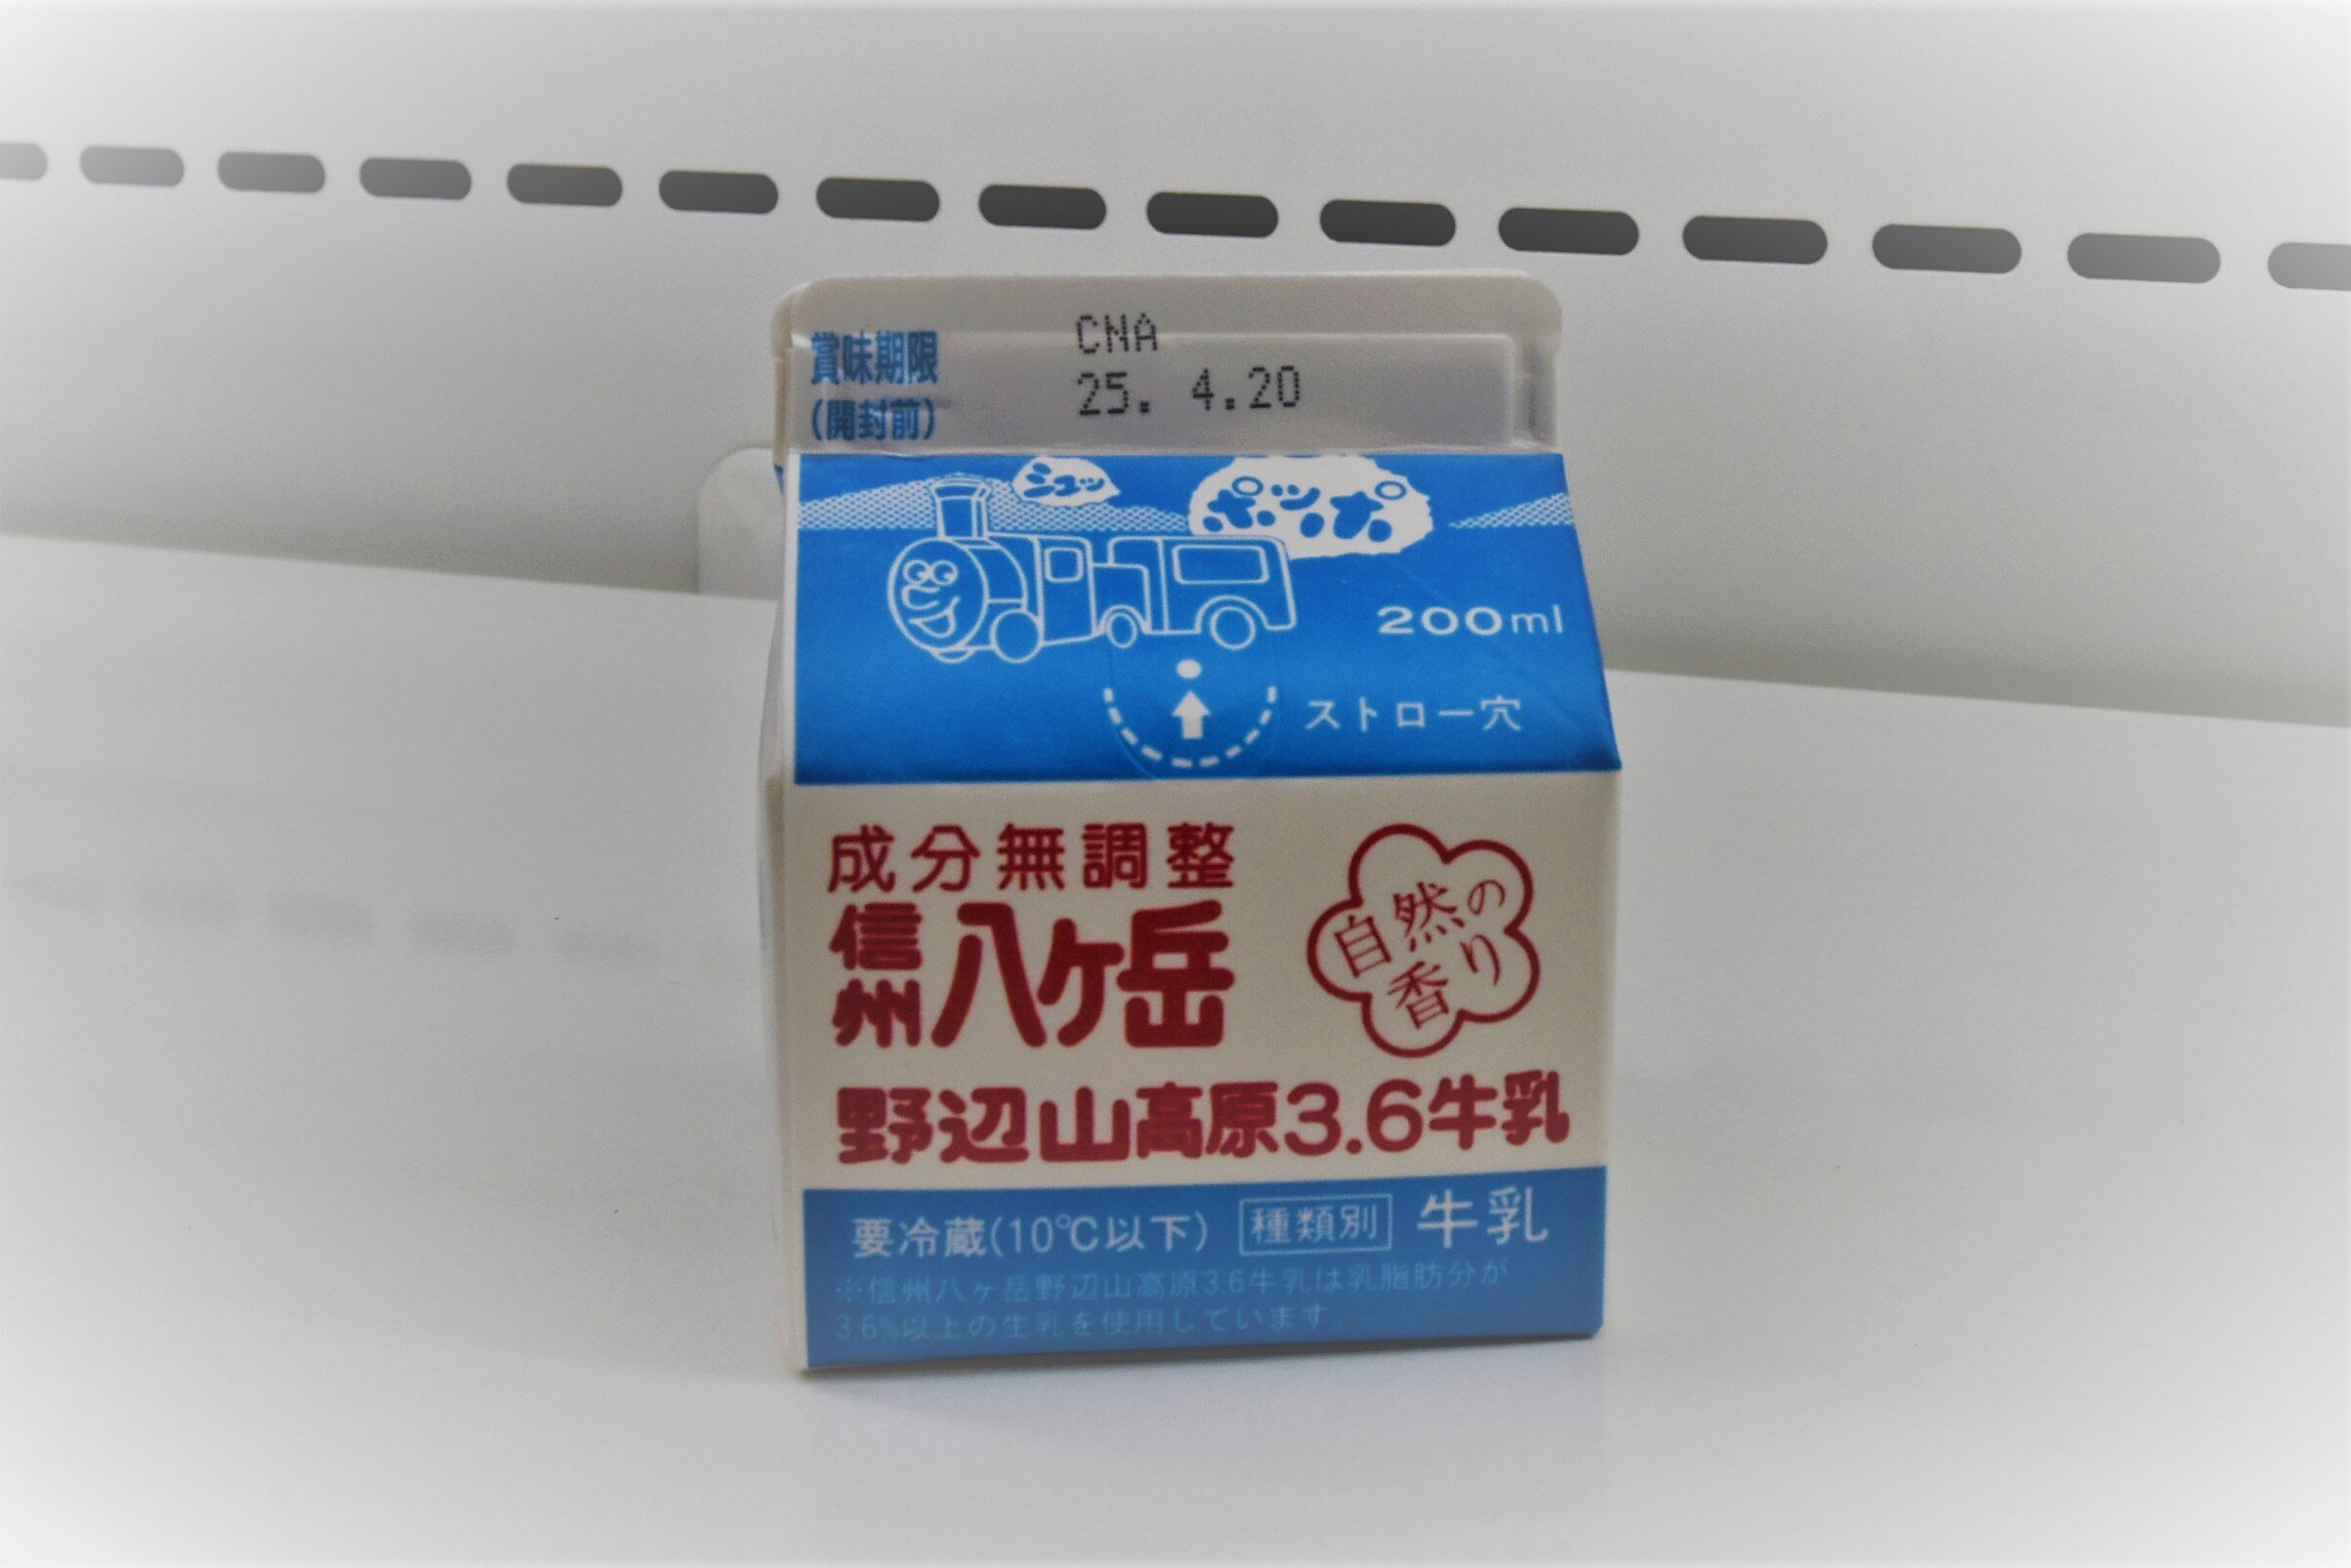 CNA
賞味期限
25. 4.20
(開封前)
シュッ
ポッポ
200ml
ストロー穴
成分無調整
信州八ヶ岳
自然の
香り
野辺山高原3.6牛乳
要冷蔵(10℃以下) 種類別 牛乳
※信州八ヶ岳野辺山高原3.6牛乳は乳脂肪分が
3.6%以上の生乳を使用しています